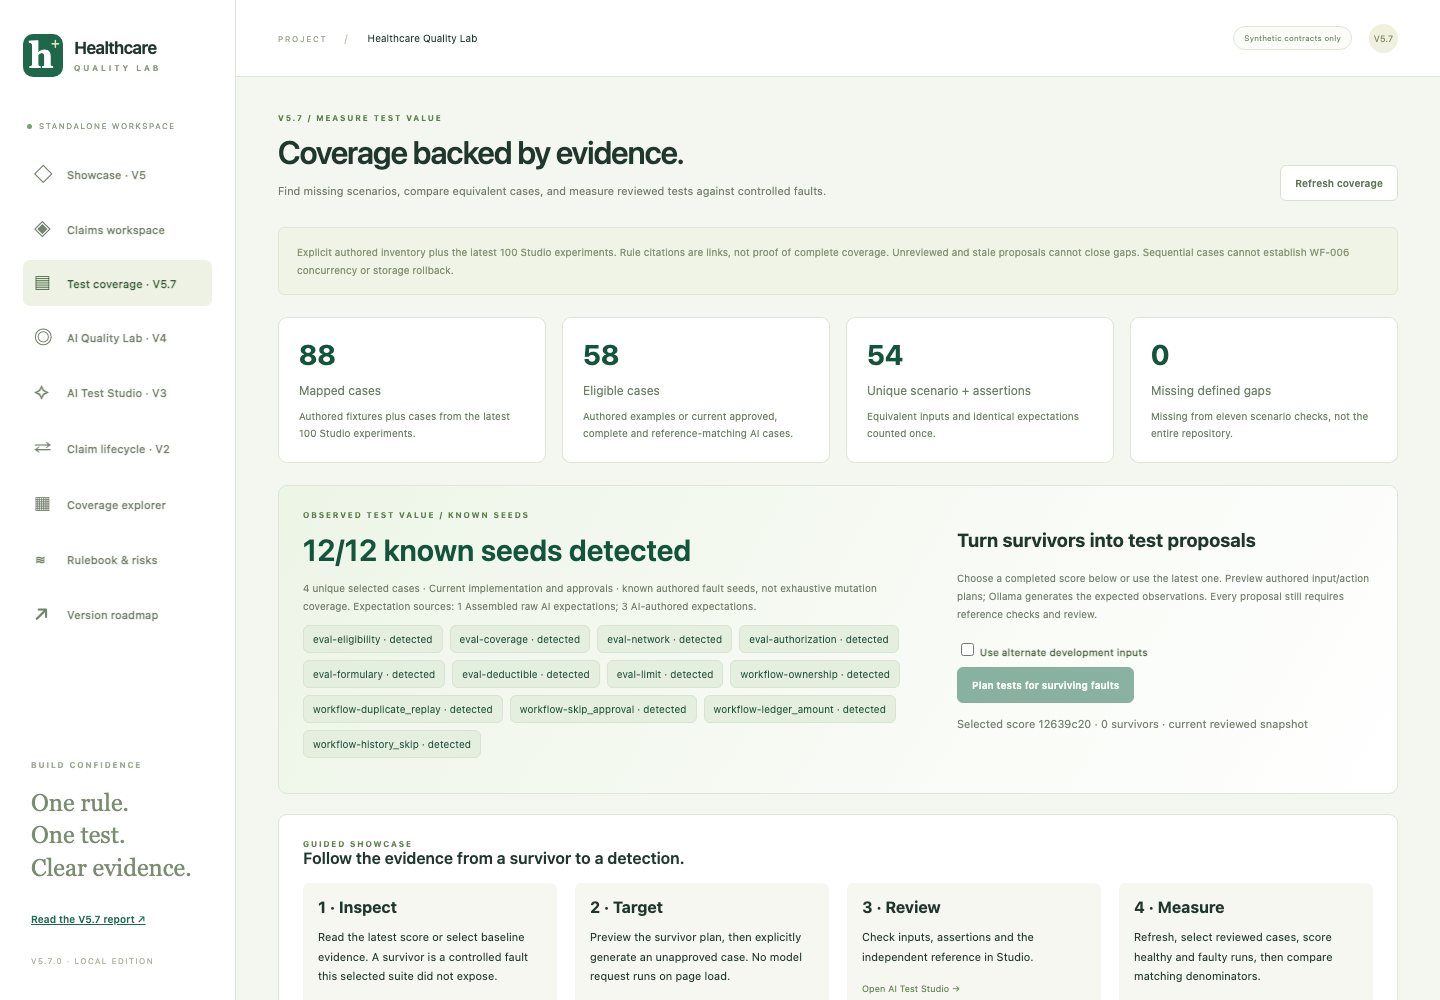 h+
Healthcare
QUALITY LAB
STANDALONE WORKSPACE
Showcase · V5
Claims workspace
Test coverage · V5.7
AI Quality Lab · V4
AI Test Studio · V3
Claim lifecycle · V2
Coverage explorer
Rulebook & risks
Version roadmap
BUILD CONFIDENCE
One rule.
One test.
Clear evidence.
Read the V5.7 report ↗
V5.7.0 · LOCAL EDITION
PROJECT / Healthcare Quality Lab
Synthetic contracts only
V5.7
V5.7 / MEASURE TEST VALUE
Coverage backed by evidence.
Find missing scenarios, compare equivalent cases, and measure reviewed tests against controlled faults.
Refresh coverage
Explicit authored inventory plus the latest 100 Studio experiments. Rule citations are links, not proof of complete coverage. Unreviewed and stale proposals cannot close gaps. Sequential cases cannot establish WF-006
concurrency or storage rollback.
88
Mapped cases
Authored fixtures plus cases from the latest
100 Studio experiments.
58
Eligible cases
Authored examples or current approved,
complete and reference-matching AI cases.
54
Unique scenario + assertions
Equivalent inputs and identical expectations
counted once.
0
Missing defined gaps
Missing from eleven scenario checks, not the
entire repository.
OBSERVED TEST VALUE / KNOWN SEEDS
12/12 known seeds detected
4 unique selected cases · Current implementation and approvals · known authored fault seeds, not exhaustive mutation
coverage. Expectation sources: 1 Assembled raw AI expectations; 3 AI-authored expectations.
eval-eligibility · detected
eval-coverage · detected
eval-network · detected
eval-authorization · detected
eval-formulary · detected
eval-deductible · detected
eval-limit · detected
workflow-ownership · detected
workflow-duplicate_replay · detected
workflow-skip_approval · detected
workflow-ledger_amount · detected
workflow-history_skip · detected
Turn survivors into test proposals
Choose a completed score below or use the latest one. Preview authored input/action
plans; Ollama generates the expected observations. Every proposal still requires
reference checks and review.
Use alternate development inputs
Plan tests for surviving faults
Selected score 12639c20 · 0 survivors · current reviewed snapshot
GUIDED SHOWCASE
Follow the evidence from a survivor to a detection.
1 · Inspect
Read the latest score or select baseline
evidence. A survivor is a controlled fault
this selected suite did not expose.
2 · Target
Preview the survivor plan, then explicitly
generate an unapproved case. No model
request runs on page load.
3 · Review
Check inputs, assertions and the
independent reference in Studio.
Open AI Test Studio →
4 · Measure
Refresh, select reviewed cases, score
healthy and faulty runs, then compare
matching denominators.